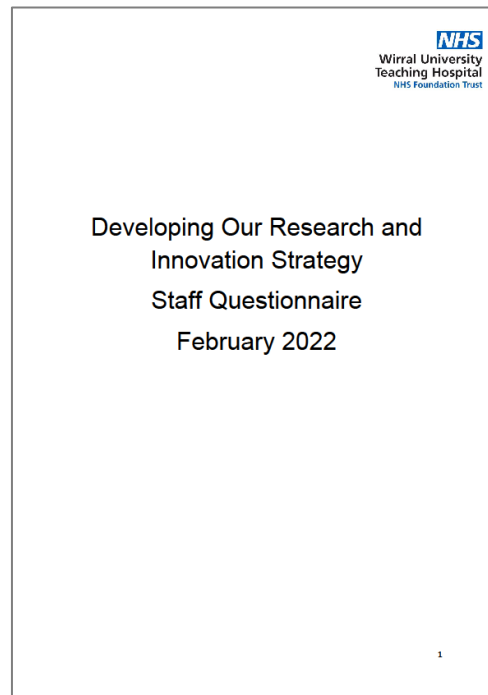 NHS
Wirral University
Teaching Hospital
NHS Foundation Trust
Developing Our Research and
Innovation Strategy
Staff Questionnaire
February 2022
1